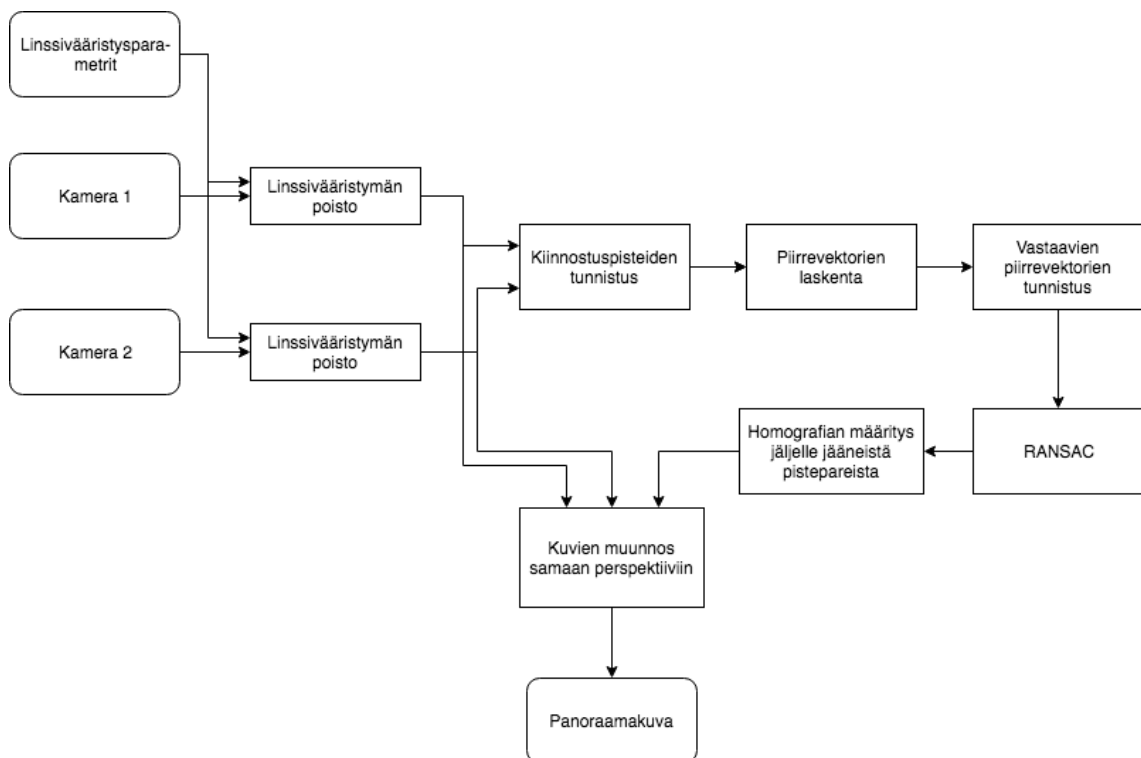 Linssivääristyspara-
metrit
Kamera 1
Linssivääristymän
poisto
Kamera 2
Linssivääristymän
poisto
Kiinnostuspisteiden
tunnistus
Piirrevektorien
laskenta
Vastaavien
piirrevektorien
tunnistus
RANSAC
Homografian määritys
jäljelle jääneistä
pistepareista
Kuvien muunnos
samaan perspektiiviin
Panoraamakuva